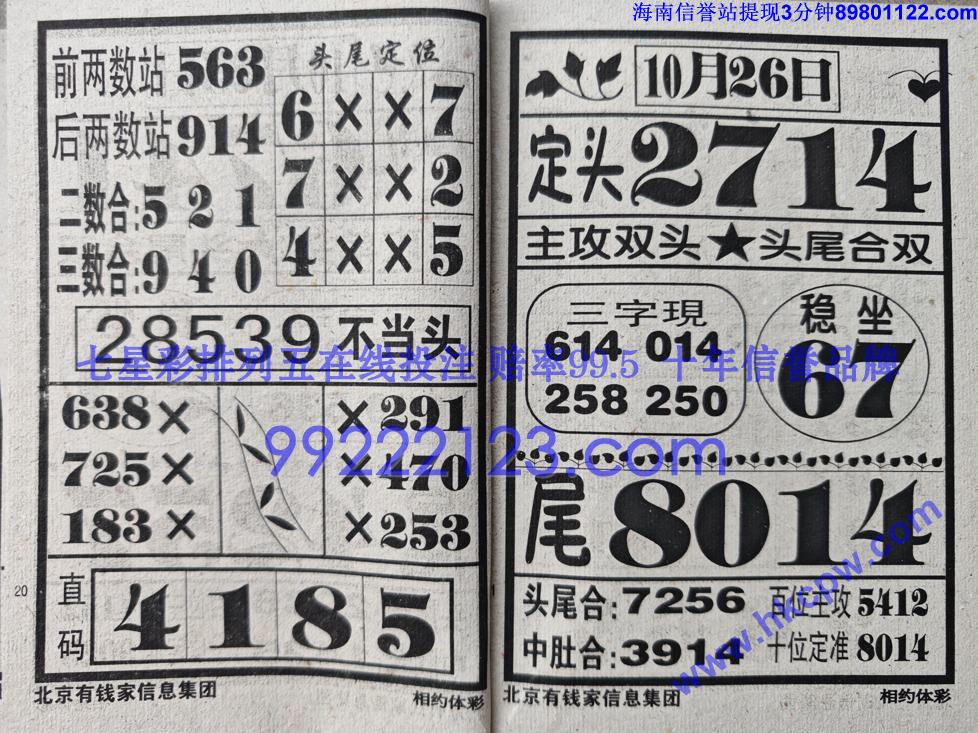 海南信誉站提现3分钟89801122.com
前两数站 563
后两数站 914
二数合:5 2 1
三数合:9 4 0
头尾定位
6 × × 7
7 × × 2
4 × × 5
28539 不当头
638 ×
725 ×
183 ×
× 291
× 470
× 253
直码 4 1 8 5
20
北京有钱家信息集团
相约体彩
10月26日
定头 2714
主攻双头★头尾合双
三字現
614 014
258 250
稳坐
67
尾 8014
头尾合:7256
中肚合:3914
百位主攻 5412
十位定准 8014
北京有钱家信息集团
相约体彩
七星彩排列五在线投注 赔率99.5 十年信誉品牌
99222123.com
www.hkcpw.com